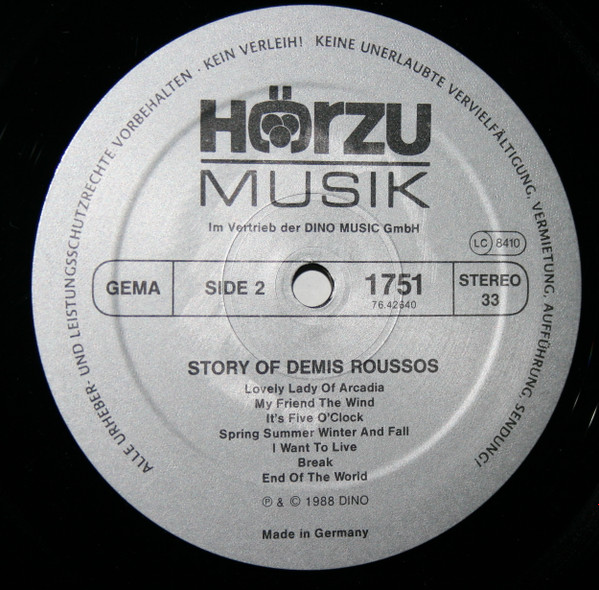 ALLE URHEBER- UND LEISTUNGSSCHUTZRECHTE VORBEHALTEN · KEIN VERLEIH! KEINE UNERLAUBTE VERVIELFÄLTIGUNG, VERMIETUNG, AUFFÜHRUNG, SENDUNG!
HÖRZU
MUSIK
Im Vertrieb der DINO MUSIC GmbH
LC 8410
GEMA SIDE 2 1751 STEREO
76.42640 33
STORY OF DEMIS ROUSSOS
Lovely Lady Of Arcadia
My Friend The Wind
It's Five O'Clock
Spring Summer Winter And Fall
I Want To Live
Break
End Of The World
℗ & © 1988 DINO
Made in Germany